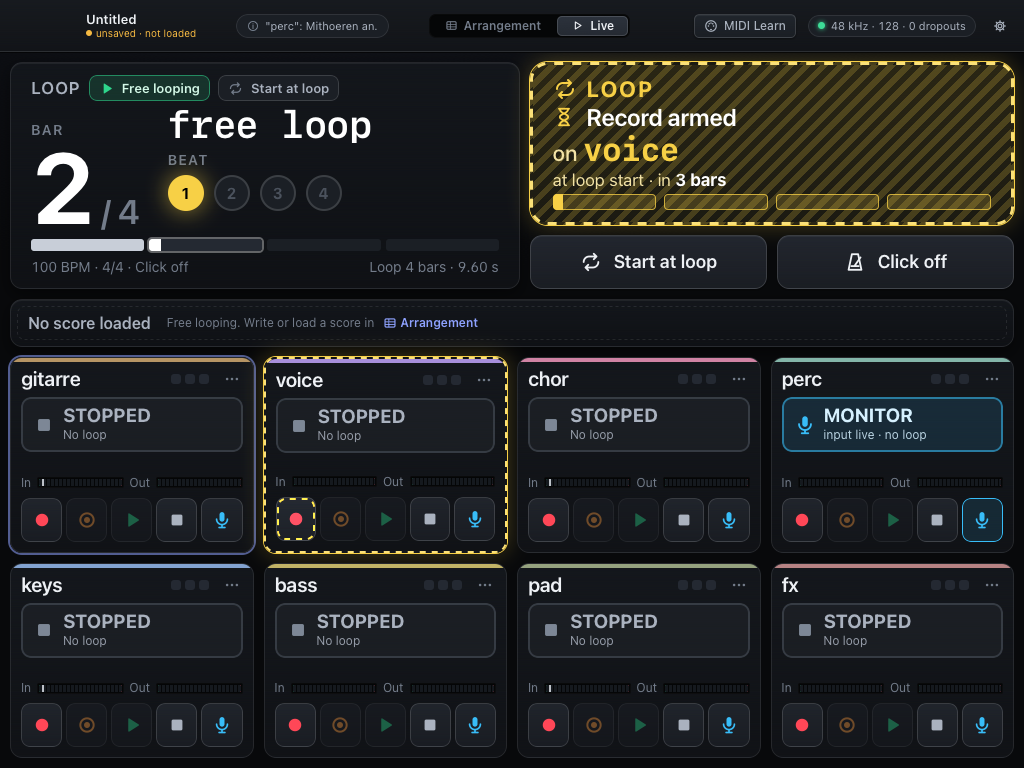 Untitled
unsaved · not loaded
"perc": Mithoeren an.
Arrangement
Live
MIDI Learn
48 kHz · 128 · 0 dropouts
LOOP
Free looping
Start at loop
BAR
free loop
BEAT
2 / 4
1 2 3 4
100 BPM · 4/4 · Click off
Loop 4 bars · 9.60 s
LOOP
Record armed
on voice
at loop start · in 3 bars
Start at loop
Click off
No score loaded
Free looping. Write or load a score in Arrangement
gitarre
STOPPED
No loop
In
Out
voice
STOPPED
No loop
In
Out
chor
STOPPED
No loop
In
Out
perc
MONITOR
input live · no loop
In
Out
keys
STOPPED
No loop
In
Out
bass
STOPPED
No loop
In
Out
pad
STOPPED
No loop
In
Out
fx
STOPPED
No loop
In
Out